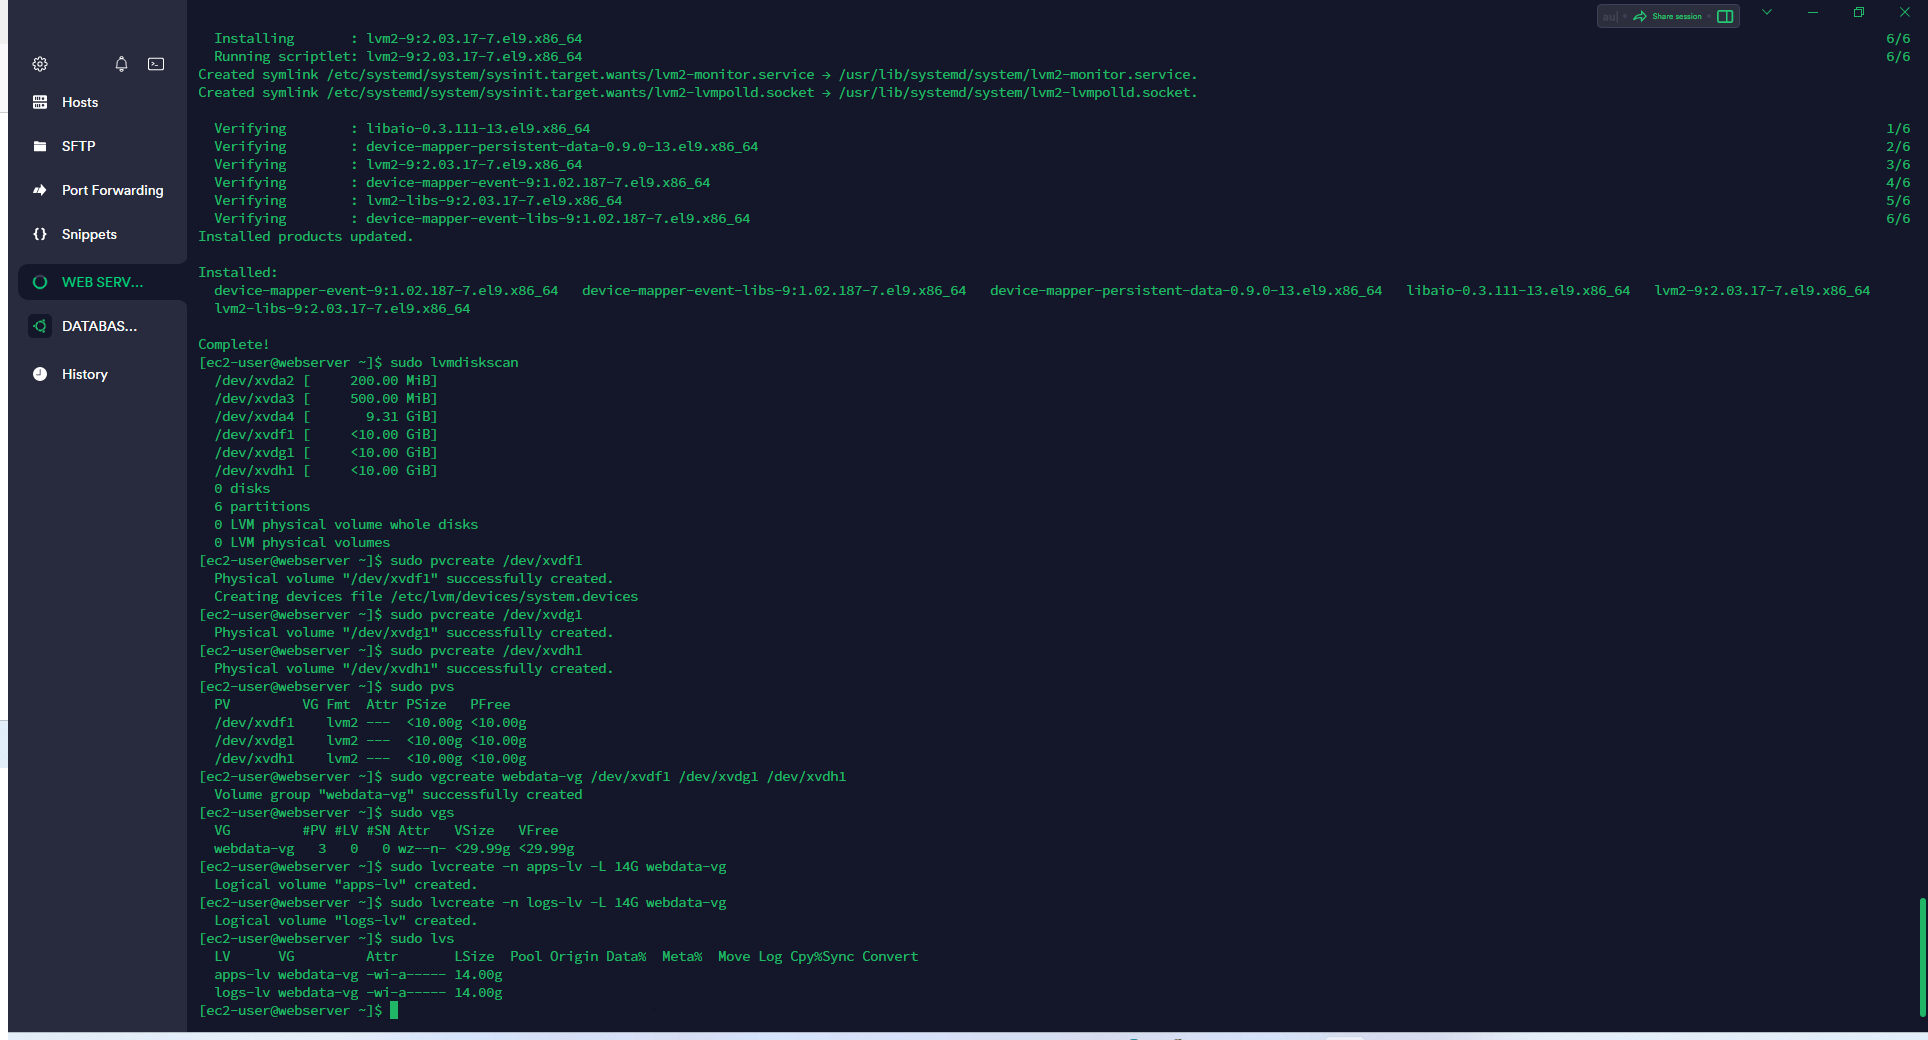 Share session
Installing : lvm2-9:2.03.17-7.el9.x86_64 6/6
Running scriptlet: lvm2-9:2.03.17-7.el9.x86_64 6/6
Created symlink /etc/systemd/system/sysinit.target.wants/lvm2-monitor.service → /usr/lib/systemd/system/lvm2-monitor.service.
Created symlink /etc/systemd/system/sysinit.target.wants/lvm2-lvmpolld.socket → /usr/lib/systemd/system/lvm2-lvmpolld.socket.
Verifying : libaio-0.3.111-13.el9.x86_64 1/6
Verifying : device-mapper-persistent-data-0.9.0-13.el9.x86_64 2/6
Verifying : lvm2-9:2.03.17-7.el9.x86_64 3/6
Verifying : device-mapper-event-9:1.02.187-7.el9.x86_64 4/6
Verifying : lvm2-libs-9:2.03.17-7.el9.x86_64 5/6
Verifying : device-mapper-event-libs-9:1.02.187-7.el9.x86_64 6/6
Installed products updated.
Installed:
device-mapper-event-9:1.02.187-7.el9.x86_64 device-mapper-event-libs-9:1.02.187-7.el9.x86_64 device-mapper-persistent-data-0.9.0-13.el9.x86_64 libaio-0.3.111-13.el9.x86_64 lvm2-9:2.03.17-7.el9.x86_64
lvm2-libs-9:2.03.17-7.el9.x86_64
Complete!
[ec2-user@webserver ~]$ sudo lvmdiskscan
/dev/xvda2 [ 200.00 MiB]
/dev/xvda3 [ 500.00 MiB]
/dev/xvda4 [ 9.31 GiB]
/dev/xvdf1 [ <10.00 GiB]
/dev/xvdg1 [ <10.00 GiB]
/dev/xvdh1 [ <10.00 GiB]
0 disks
6 partitions
0 LVM physical volume whole disks
0 LVM physical volumes
[ec2-user@webserver ~]$ sudo pvcreate /dev/xvdf1
Physical volume "/dev/xvdf1" successfully created.
Creating devices file /etc/lvm/devices/system.devices
[ec2-user@webserver ~]$ sudo pvcreate /dev/xvdg1
Physical volume "/dev/xvdg1" successfully created.
[ec2-user@webserver ~]$ sudo pvcreate /dev/xvdh1
Physical volume "/dev/xvdh1" successfully created.
[ec2-user@webserver ~]$ sudo pvs
PV VG Fmt Attr PSize PFree
/dev/xvdf1 lvm2 --- <10.00g <10.00g
/dev/xvdg1 lvm2 --- <10.00g <10.00g
/dev/xvdh1 lvm2 --- <10.00g <10.00g
[ec2-user@webserver ~]$ sudo vgcreate webdata-vg /dev/xvdf1 /dev/xvdg1 /dev/xvdh1
Volume group "webdata-vg" successfully created
[ec2-user@webserver ~]$ sudo vgs
VG #PV #LV #SN Attr VSize VFree
webdata-vg 3 0 0 wz--n- <29.99g <29.99g
[ec2-user@webserver ~]$ sudo lvcreate -n apps-lv -L 14G webdata-vg
Logical volume "apps-lv" created.
[ec2-user@webserver ~]$ sudo lvcreate -n logs-lv -L 14G webdata-vg
Logical volume "logs-lv" created.
[ec2-user@webserver ~]$ sudo lvs
LV VG Attr LSize Pool Origin Data% Meta% Move Log Cpy%Sync Convert
apps-lv webdata-vg -wi-a----- 14.00g
logs-lv webdata-vg -wi-a----- 14.00g
[ec2-user@webserver ~]$
Hosts
SFTP
Port Forwarding
Snippets
WEB SERV...
DATABAS...
History